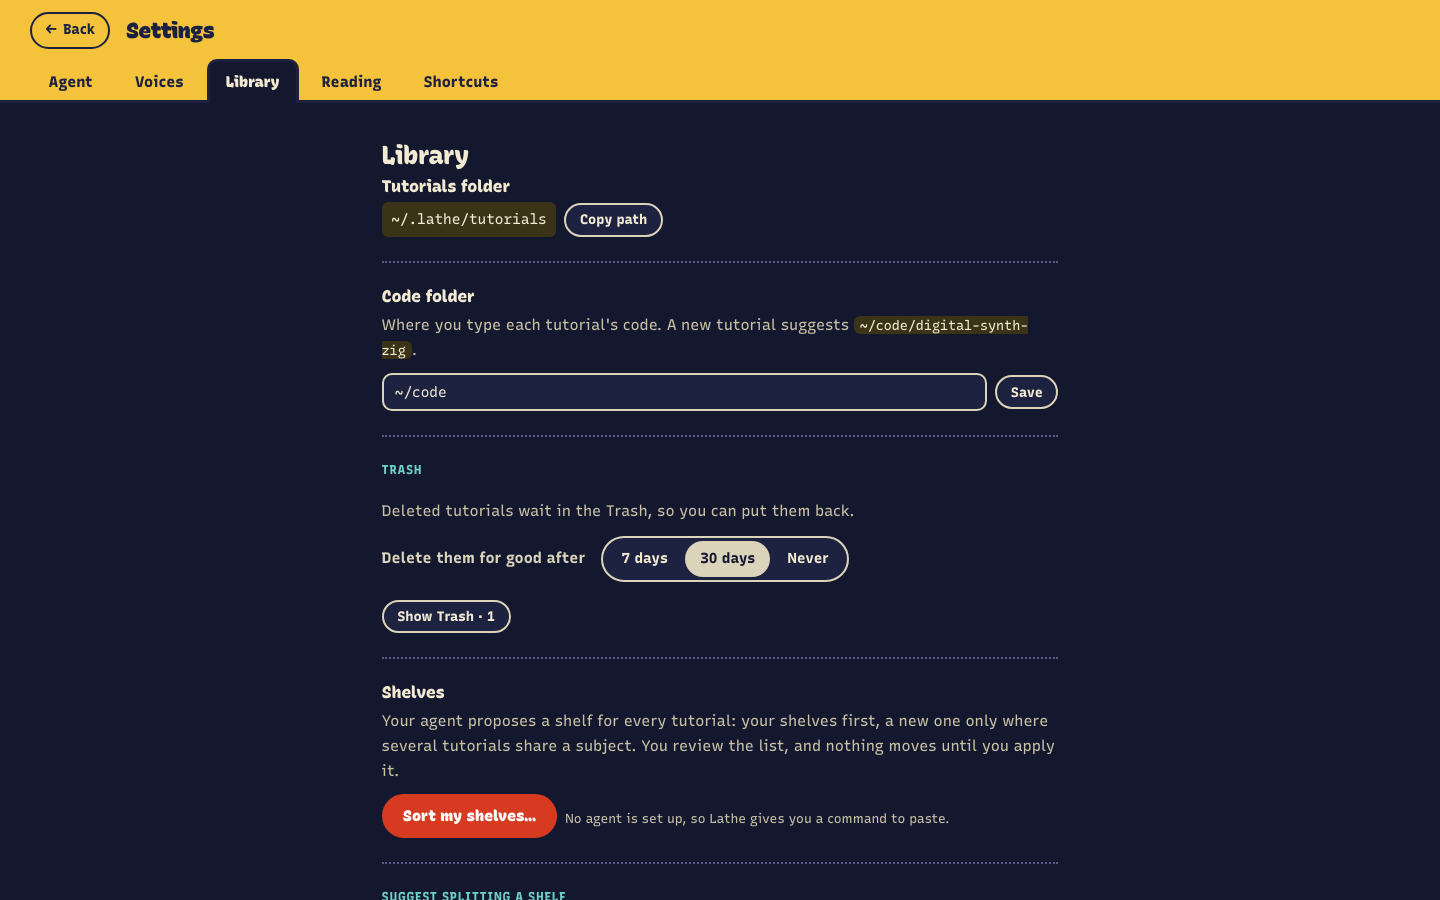 ← Back
Settings
Agent
Voices
Library
Reading
Shortcuts
Library
Tutorials folder
~/.lathe/tutorials
Copy path
Code folder
Where you type each tutorial's code. A new tutorial suggests ~/code/digital-synth-
zig .
~/code
Save
TRASH
Deleted tutorials wait in the Trash, so you can put them back.
Delete them for good after
7 days
30 days
Never
Show Trash · 1
Shelves
Your agent proposes a shelf for every tutorial: your shelves first, a new one only where
several tutorials share a subject. You review the list, and nothing moves until you apply
it.
Sort my shelves…
No agent is set up, so Lathe gives you a command to paste.
SUGGEST SPLITTING A SHELF